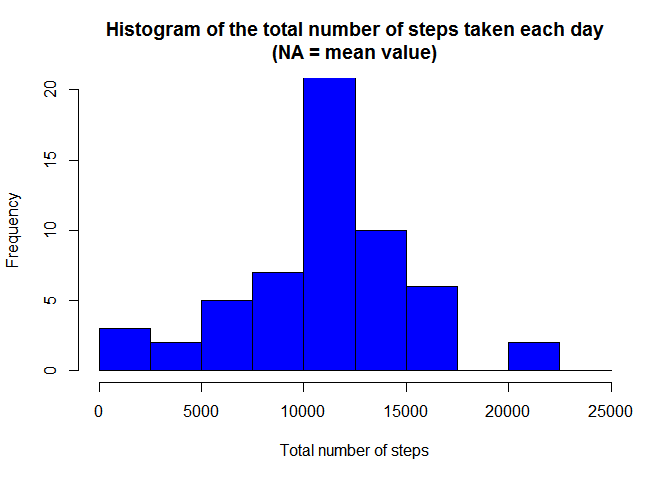 Histogram of the total number of steps taken each day
(NA = mean value)
20
15
10
5
0
Frequency
0 5000 10000 15000 20000 25000
Total number of steps